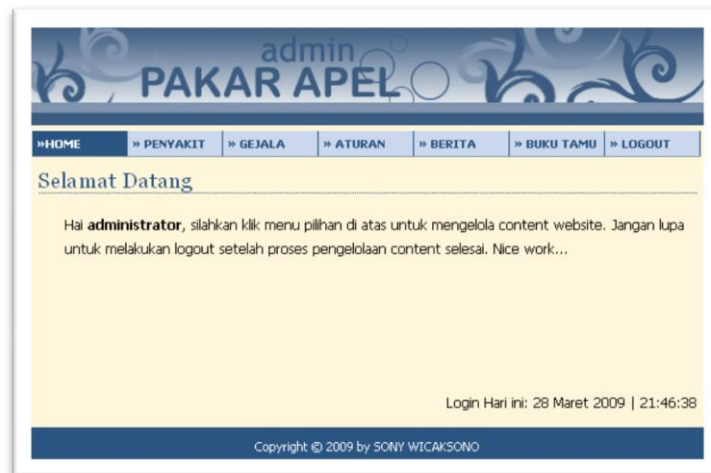 admin
PAKAR APEL
»HOME » PENYAKIT » GEJALA » ATURAN » BERITA » BUKU TAMU » LOGOUT
Selamat Datang
Hai administrator, silahkan klik menu pilihan di atas untuk mengelola content website. Jangan lupa
untuk melakukan logout setelah proses pengelolaan content selesai. Nice work...
Login Hari ini: 28 Maret 2009 | 21:46:38
Copyright © 2009 by SONY WICAKSONO